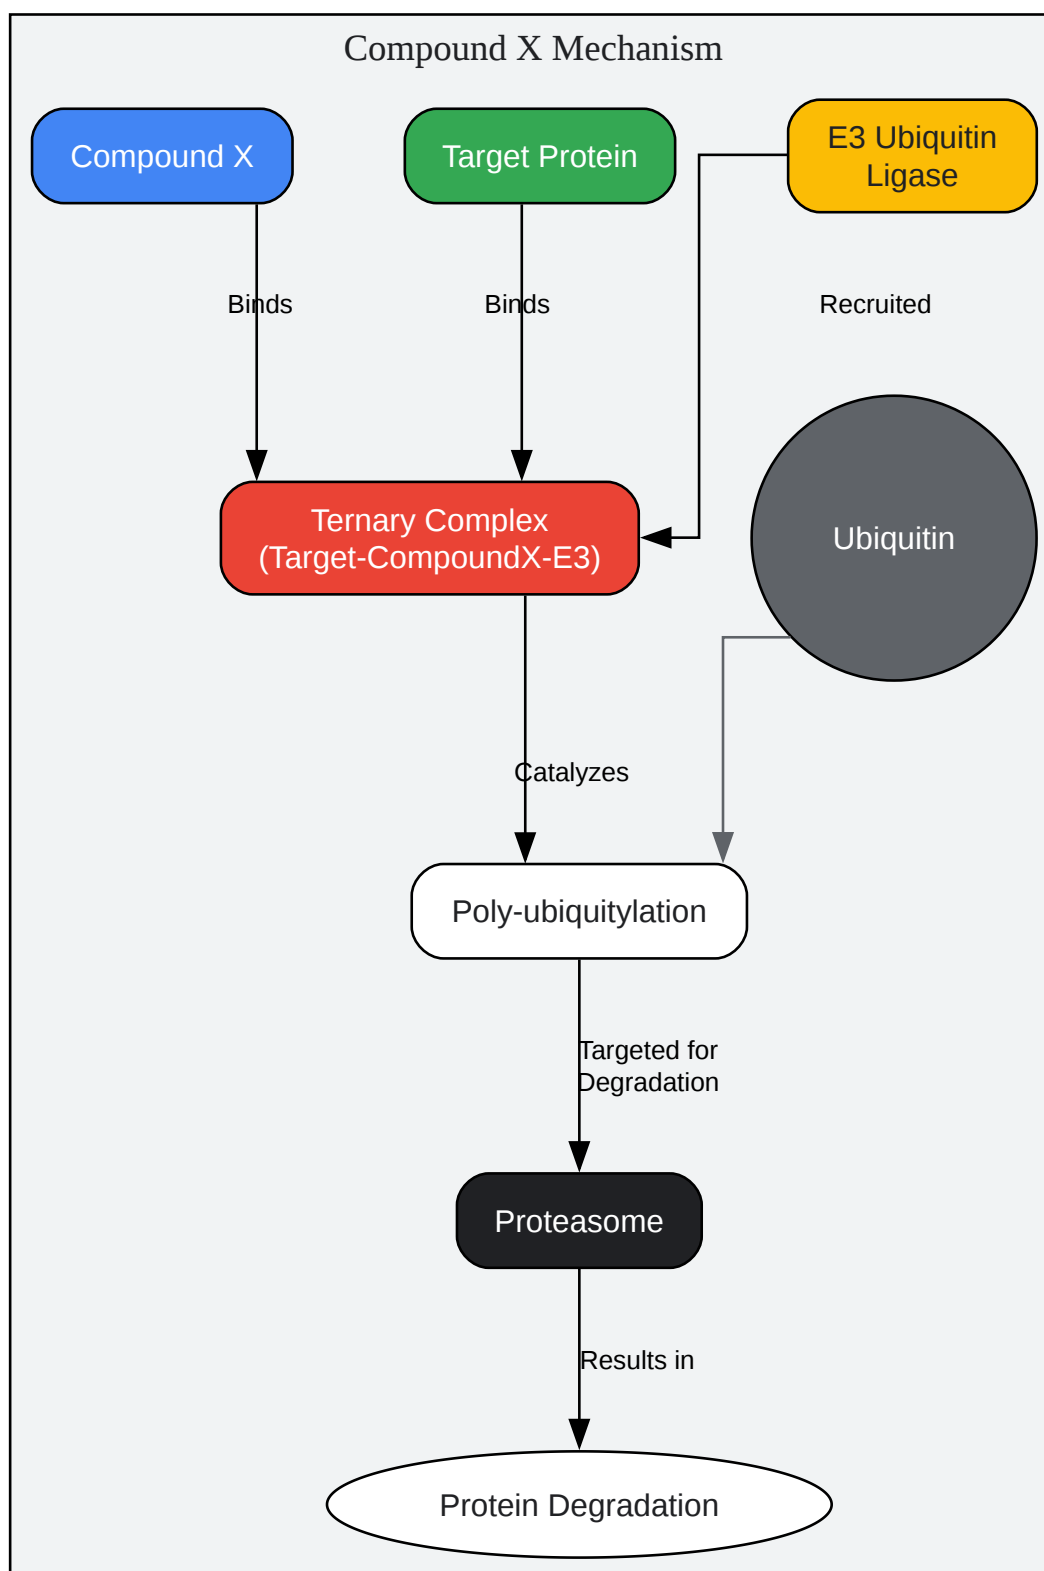 Compound X Mechanism
Compound X
Target Protein
E3 Ubiquitin
Ligase
Binds
Binds
Recruited
Ternary Complex
(Target-CompoundX-E3)
Ubiquitin
Catalyzes
Poly-ubiquitylation
Targeted for
Degradation
Proteasome
Results in
Protein Degradation